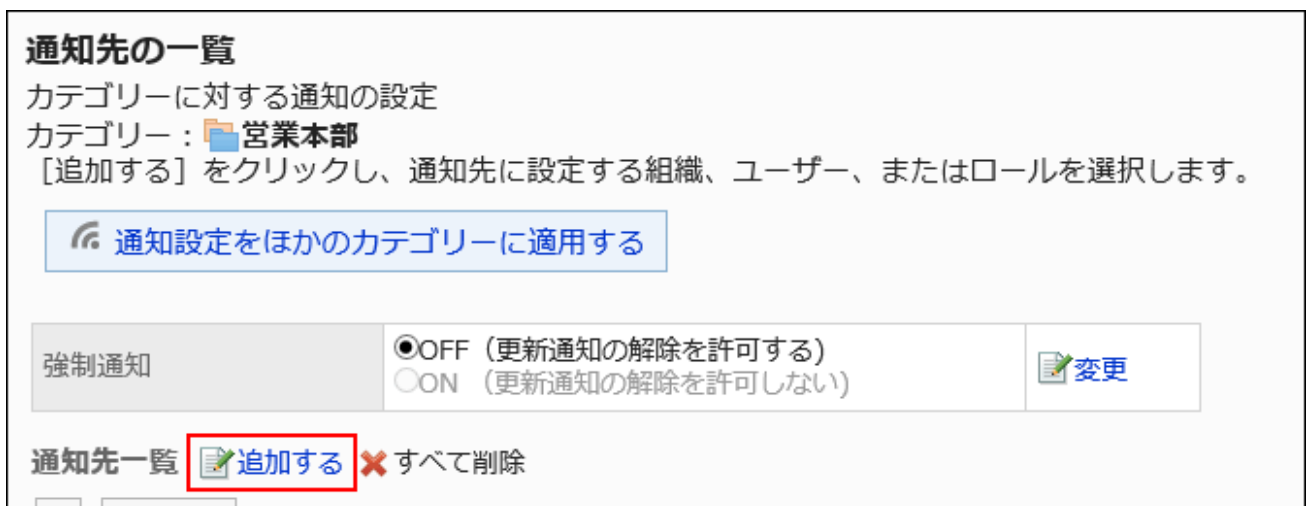 通知先の一覧
カテゴリーに対する通知の設定
カテゴリー：営業本部
［追加する］をクリックし、通知先に設定する組織、ユーザー、またはロールを選択します。
通知設定をほかのカテゴリーに適用する
強制通知
OFF（更新通知の解除を許可する)
ON （更新通知の解除を許可しない)
変更
通知先一覧 追加する すべて削除